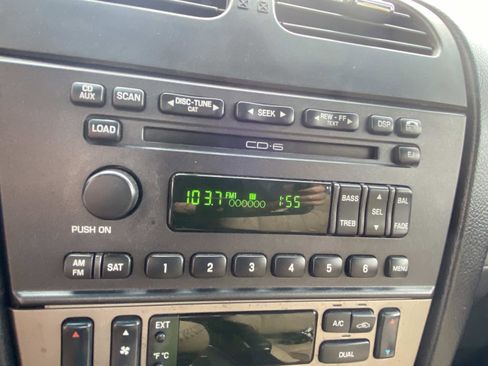 CD AUX
SCAN
DISC-TUNE
CAT
SEEK
REW - FF
TEXT
DSP
LOAD
CD·6
EJ
103.7 FM1 000000 1:55
BASS
TREB
SEL
BAL
FADE
PUSH ON
AM
FM
SAT
1
2
3
4
5
6
MENU
EXT
°F °C
A/C
DUAL